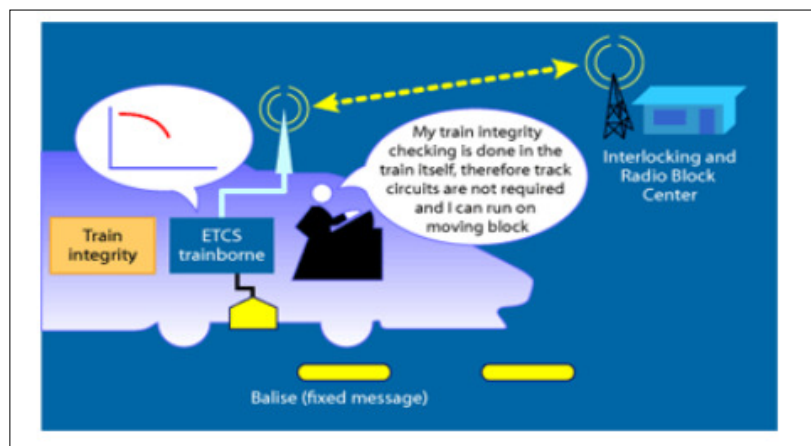 My train integrity
checking is done in the
train itself, therefore track
circuits are not required
and I can run on
moving block
Interlocking and
Radio Block
Center
Train
integrity
ETCS
trainborne
Balise (fixed message)